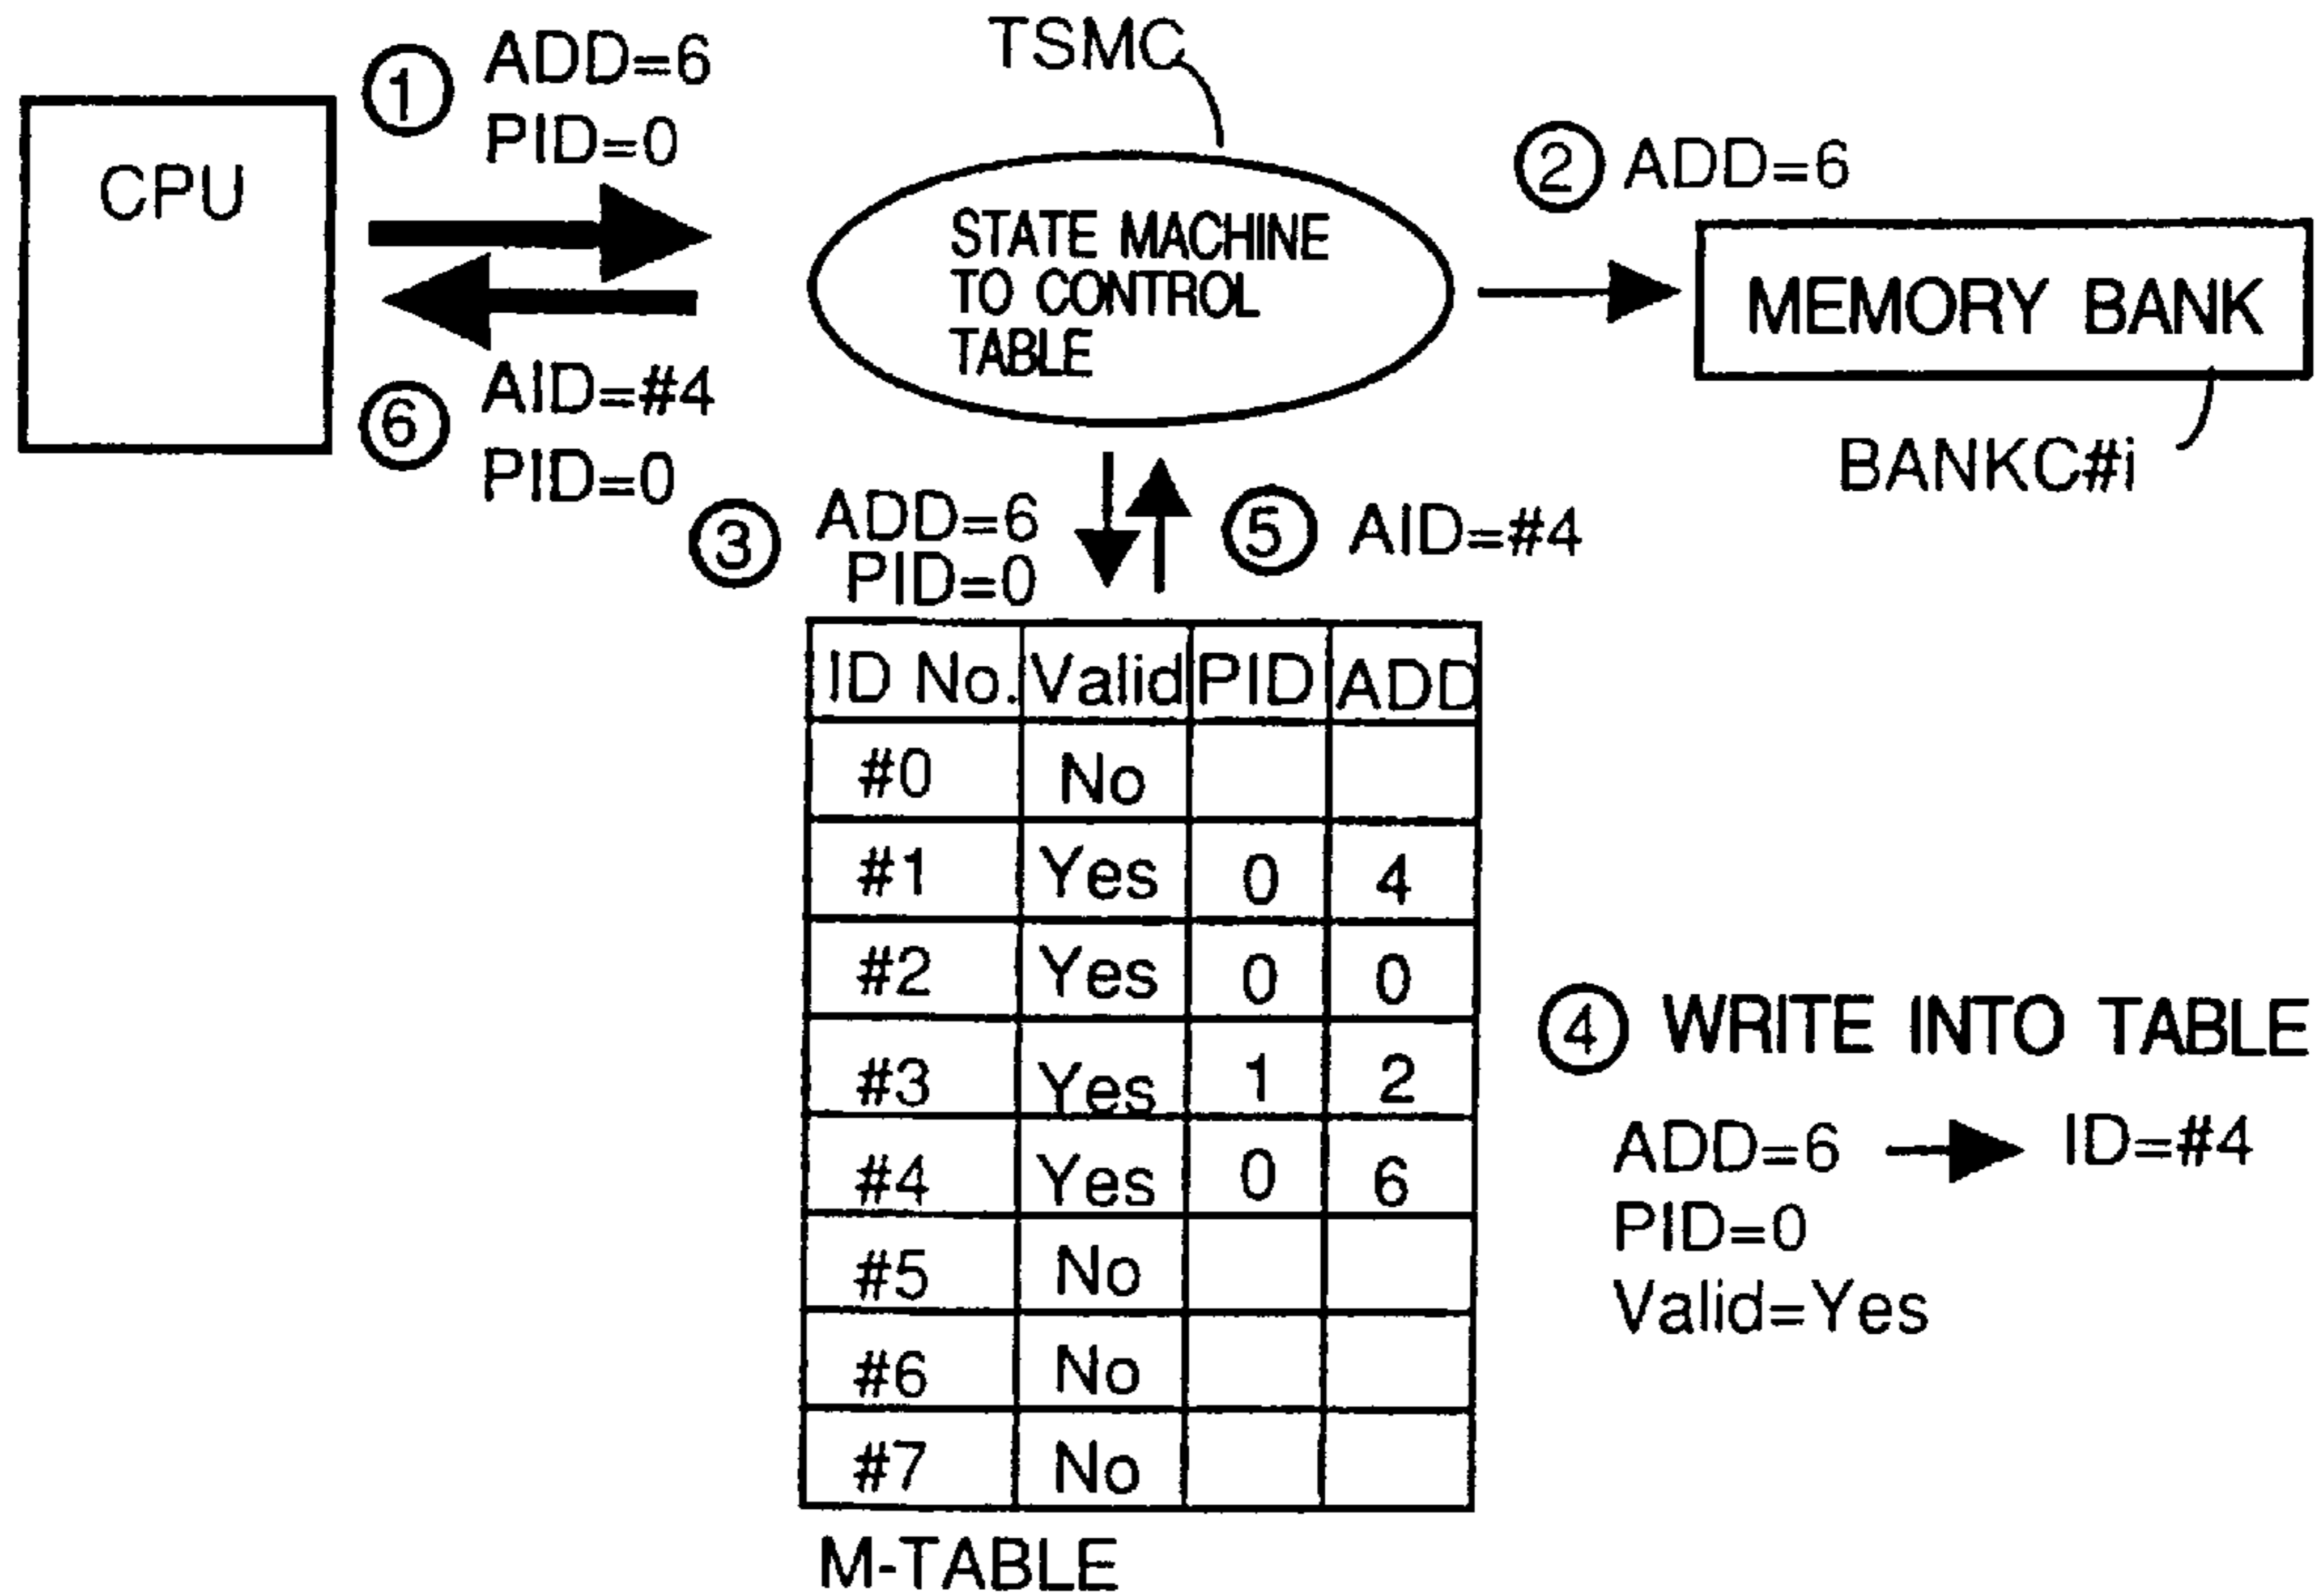 TSMC
① ADD=6
PID=0
CPU
② ADD=6
STATE MACHINE
TO CONTROL
TABLE
MEMORY BANK
BANKC#i
⑥ AID=#4
PID=0
③ ADD=6
PID=0
⑤ AID=#4
ID No. Valid PID ADD
#0 No
#1 Yes 0 4
#2 Yes 0 0
#3 Yes 1 2
#4 Yes 0 6
#5 No
#6 No
#7 No
M-TABLE
④ WRITE INTO TABLE
ADD=6 → ID=#4
PID=0
Valid=Yes